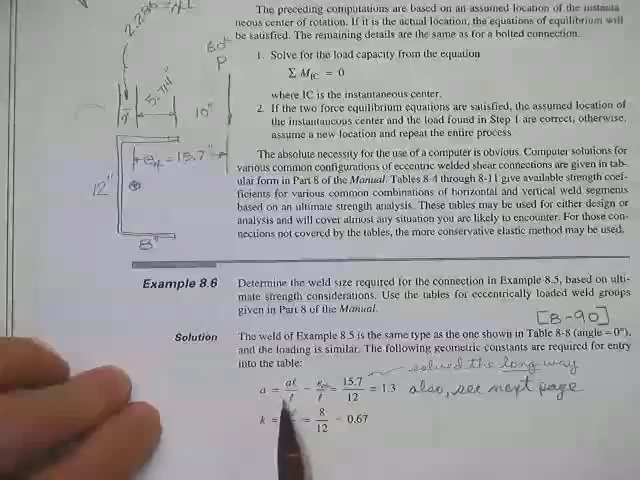 The preceding computations are based on an assumed location of the instanta
neous center of rotation. If it is the actual location, the equations of equilibrium will
be satisfied. The remaining details are the same as for a bolted connection.
1. Solve for the load capacity from the equation
Σ M_IC = 0
where IC is the instantaneous center.
2. If the two force equilibrium equations are satisfied, the assumed location of
the instantaneous center and the load found in Step 1 are correct; otherwise,
assume a new location and repeat the entire process
The absolute necessity for the use of a computer is obvious. Computer solutions for
various common configurations of eccentric welded shear connections are given in tab-
ular form in Part 8 of the Manual. Tables 8-4 through 8-11 give available strength coef-
ficients for various common combinations of horizontal and vertical weld segments
based on an ultimate strength analysis. These tables may be used for either design or
analysis and will cover almost any situation you are likely to encounter. For those con-
nections not covered by the tables, the more conservative elastic method may be used.
60ᵏ
P
5.714"
10"
= 15.7"
12"
8"
Example 8.6
Determine the weld size required for the connection in Example 8.5, based on ulti-
mate strength considerations. Use the tables for eccentrically loaded weld groups
given in Part 8 of the Manual.
[8-90]
Solution
The weld of Example 8.5 is the same type as the one shown in Table 8-8 (angle = 0°),
and the loading is similar. The following geometric constants are required for entry
into the table:
solved the long way
a = al/l = 15.7/12 = 1.3 also, see next page
k = = 8/12 = 0.67